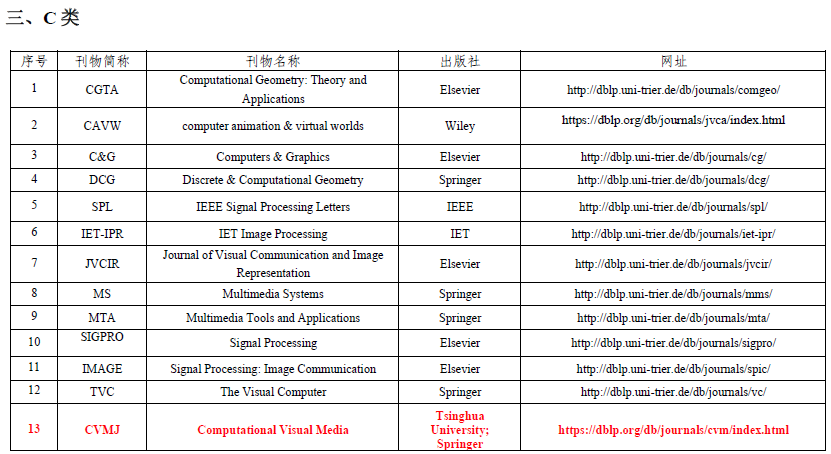 三、C 类
序号 刊物简称 刊物名称 出版社 网址
1 CGTA Computational Geometry: Theory and Applications Elsevier http://dblp.uni-trier.de/db/journals/comgeo/
2 CAVW computer animation & virtual worlds Wiley https://dblp.org/db/journals/jvca/index.html
3 C&G Computers & Graphics Elsevier http://dblp.uni-trier.de/db/journals/cg/
4 DCG Discrete & Computational Geometry Springer http://dblp.uni-trier.de/db/journals/dcg/
5 SPL IEEE Signal Processing Letters IEEE http://dblp.uni-trier.de/db/journals/spl/
6 IET-IPR IET Image Processing IET http://dblp.uni-trier.de/db/journals/iet-ipr/
7 JVCIR Journal of Visual Communication and Image Representation Elsevier http://dblp.uni-trier.de/db/journals/jvcir/
8 MS Multimedia Systems Springer http://dblp.uni-trier.de/db/journals/mms/
9 MTA Multimedia Tools and Applications Springer http://dblp.uni-trier.de/db/journals/mta/
10 SIGPRO Signal Processing Elsevier http://dblp.uni-trier.de/db/journals/sigpro/
11 IMAGE Signal Processing: Image Communication Elsevier http://dblp.uni-trier.de/db/journals/spic/
12 TVC The Visual Computer Springer http://dblp.uni-trier.de/db/journals/vc/
13 CVMJ Computational Visual Media Tsinghua University; Springer https://dblp.org/db/journals/cvm/index.html